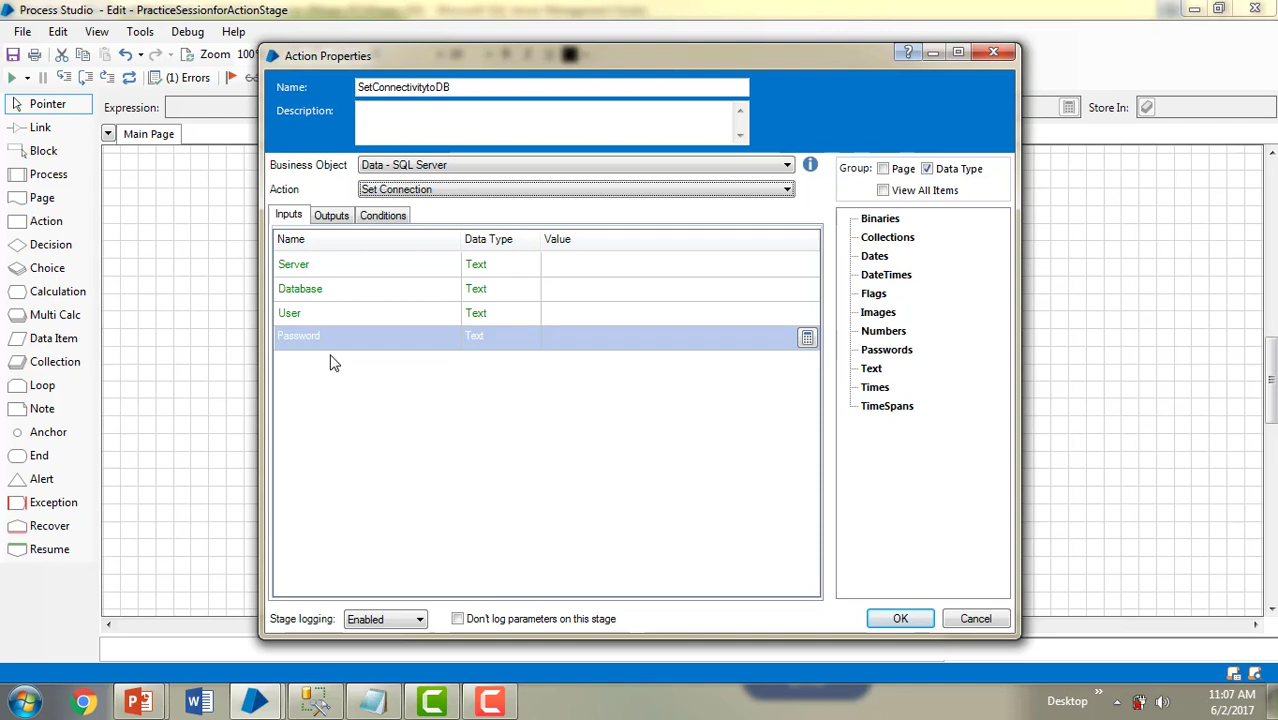 Process Studio - Edit - PracticeSessionforActionStage
File Edit View Tools Debug Help
Zoom 100%
(1) Errors
Expression:
Store In:
Pointer
Link
Block
Process
Page
Action
Decision
Choice
Calculation
Multi Calc
Data Item
Collection
Loop
Note
Anchor
End
Alert
Exception
Recover
Resume
Main Page
Action Properties
Name: SetConnectivitytoDB
Description:
Business Object Data - SQL Server
Action Set Connection
Group: Page Data Type
View All Items
Inputs Outputs Conditions
Name Data Type Value
Server Text
Database Text
User Text
Password Text
Binaries
Collections
Dates
DateTimes
Flags
Images
Numbers
Passwords
Text
Times
TimeSpans
Stage logging: Enabled Don't log parameters on this stage
OK Cancel
Desktop
11:07 AM
6/2/2017